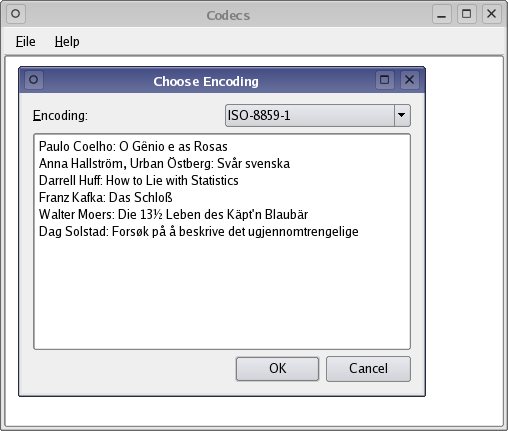 Codecs
File Help
Choose Encoding
Encoding: ISO-8859-1
Paulo Coelho: O Gênio e as Rosas
Anna Hallström, Urban Östberg: Svår svenska
Darrell Huff: How to Lie with Statistics
Franz Kafka: Das Schloß
Walter Moers: Die 13½ Leben des Käpt'n Blaubär
Dag Solstad: Forsøk på å beskrive det ugjennomtrengelige
OK Cancel